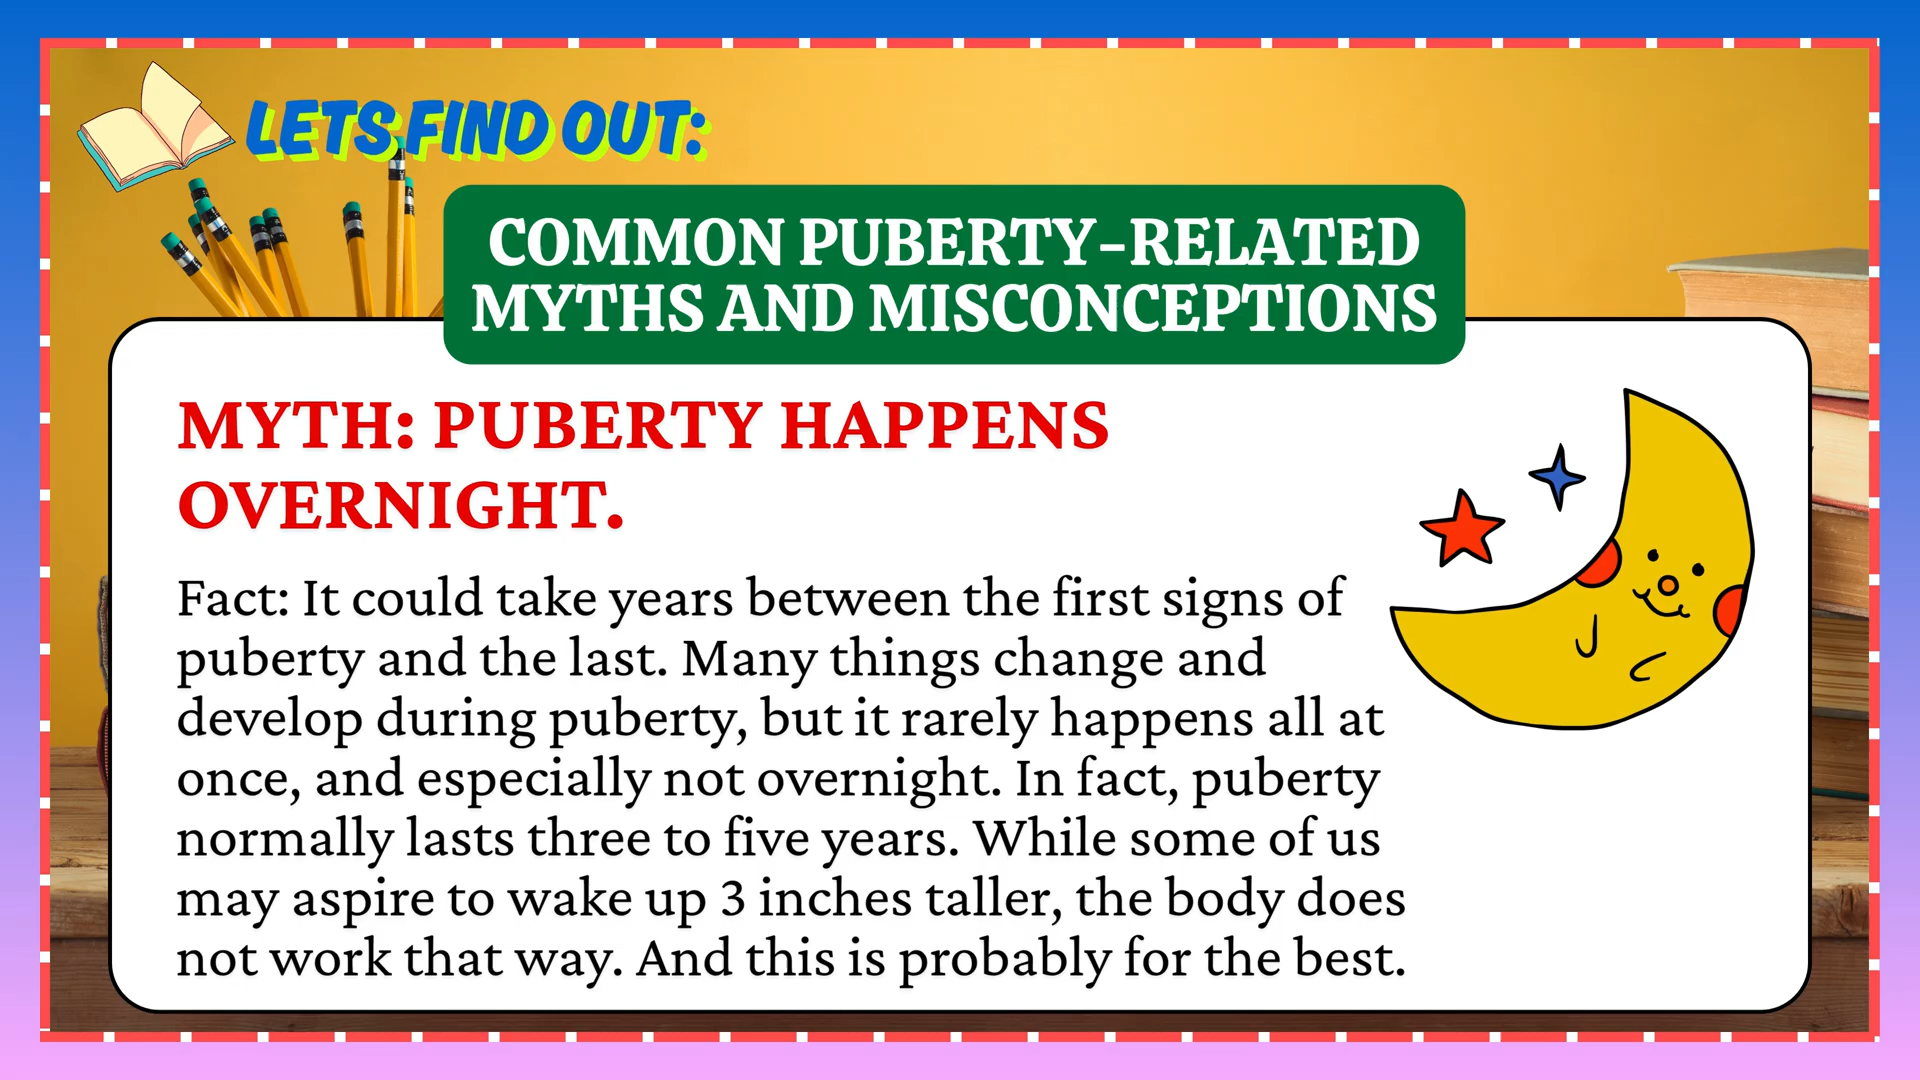 LETS FIND OUT:
COMMON PUBERTY-RELATED
MYTHS AND MISCONCEPTIONS
MYTH: PUBERTY HAPPENS
OVERNIGHT.
Fact: It could take years between the first signs of
puberty and the last. Many things change and
develop during puberty, but it rarely happens all at
once, and especially not overnight. In fact, puberty
normally lasts three to five years. While some of us
may aspire to wake up 3 inches taller, the body does
not work that way. And this is probably for the best.